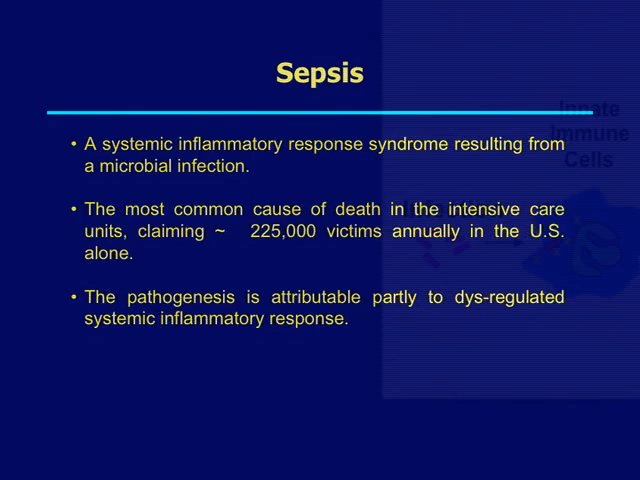 Sepsis
Innate
Immune
Cells
• A systemic inflammatory response syndrome resulting from
a microbial infection.
• The most common cause of death in the intensive care
units, claiming ~ 225,000 victims annually in the U.S.
alone.
• The pathogenesis is attributable partly to dys-regulated
systemic inflammatory response.